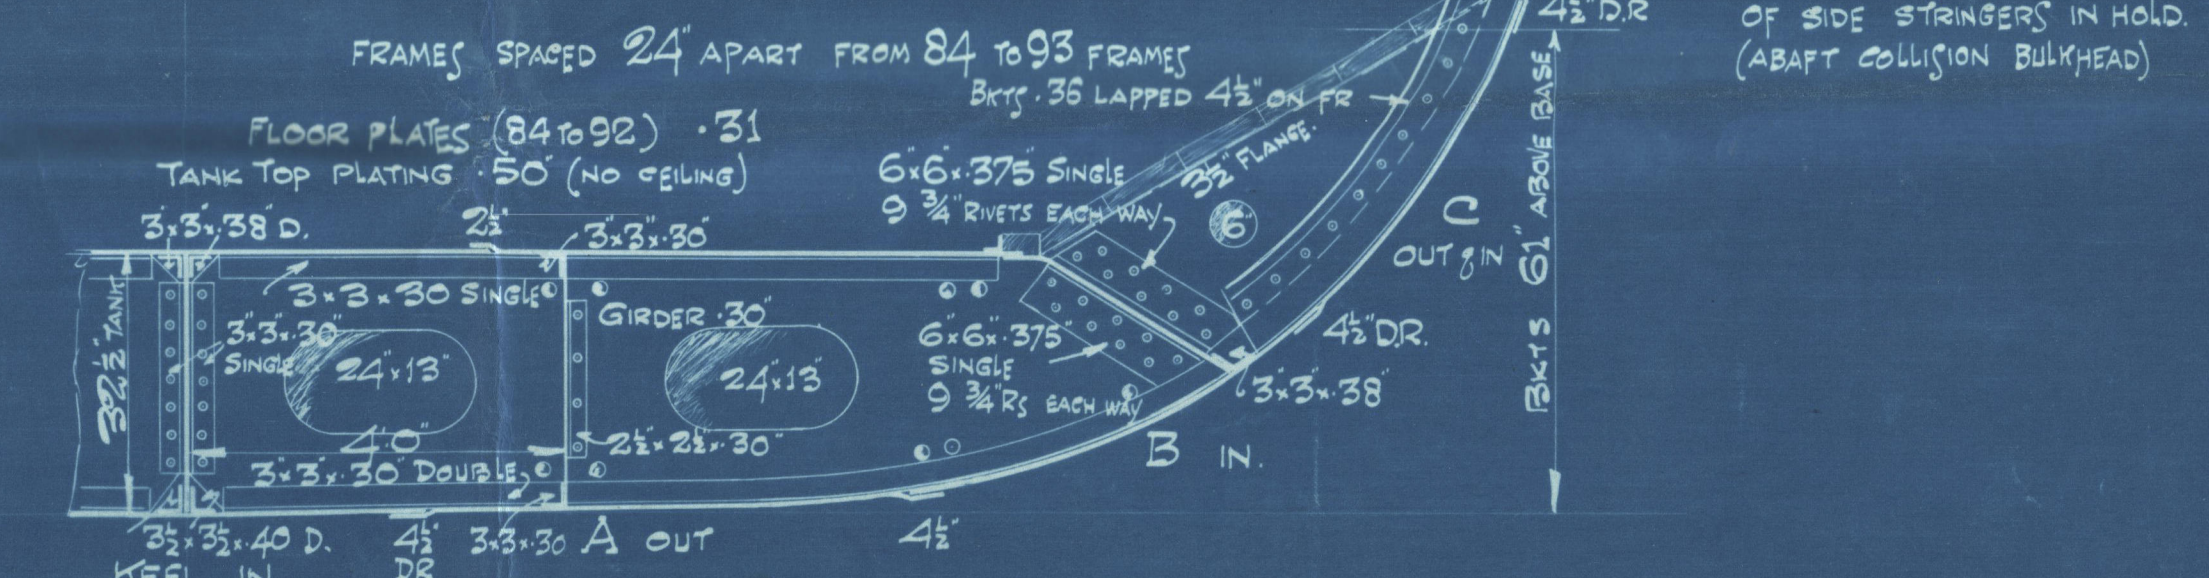 4½" D.R
OF SIDE STRINGERS IN HOLD.
(ABAFT COLLISION BULKHEAD)
FRAMES SPACED 24" APART FROM 84 TO 93 FRAMES
BKTS .36 LAPPED 4½" ON FR
FLOOR PLATES (84 TO 92) .31
TANK TOP PLATING .50" (NO CEILING)
6"x6"x.375" SINGLE
9 ¾" RIVETS EACH WAY
3½" FLANGE.
6"
3"x3"x.38" D.
2½"
3"x3"x.30"
C
OUT & IN
BKTS 61" ABOVE BASE
32½" TANK
3x3x30 SINGLE
GIRDER .30"
3"x3"x.30"
SINGLE
24"x13"
24"x13"
6"x6"x.375"
SINGLE
9 ¾" RS EACH WAY
4½" D.R.
3"x3"x.38"
4'.0"
2½"x2½"x.30"
3"x3"x.30" DOUBLE
B IN.
3½"x3½"x.40 D.
4½"
DR
3x3x.30
A OUT
4½"
KEEL IN